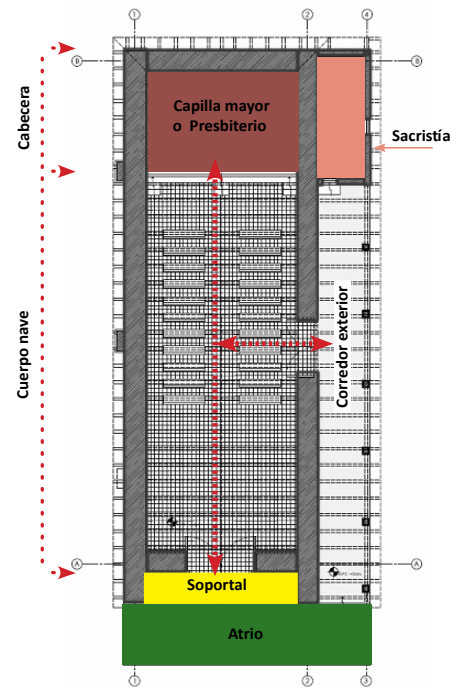 1
2
4
B
B
Cabecera
Capilla mayor
o Presbiterio
Sacristía
Cuerpo nave
Corredor exterior
A
A
Soportal
Atrio
1
2
3